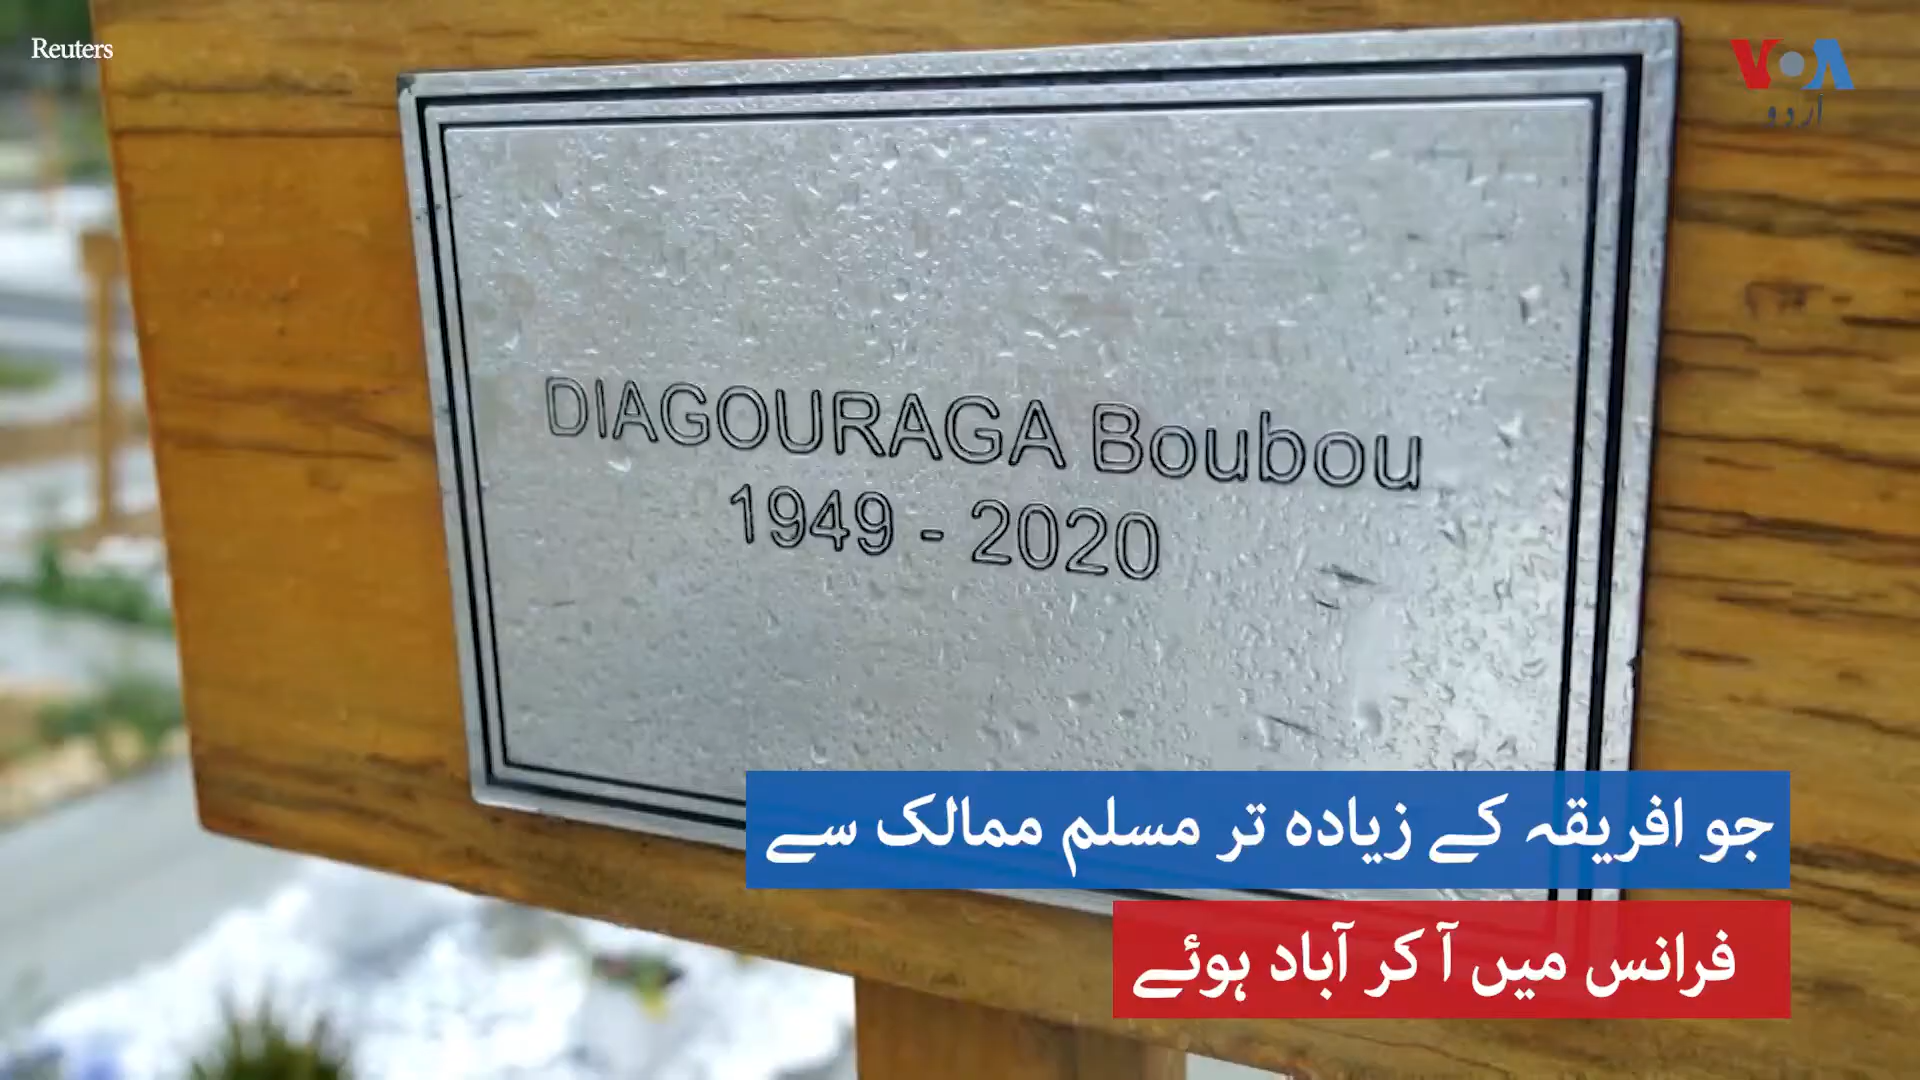 Reuters
VOA
اردو
DIAGOURAGA Boubou
1949 - 2020
جو افریقہ کے زیادہ تر مسلم ممالک سے
فرانس میں آ کر آباد ہوئے